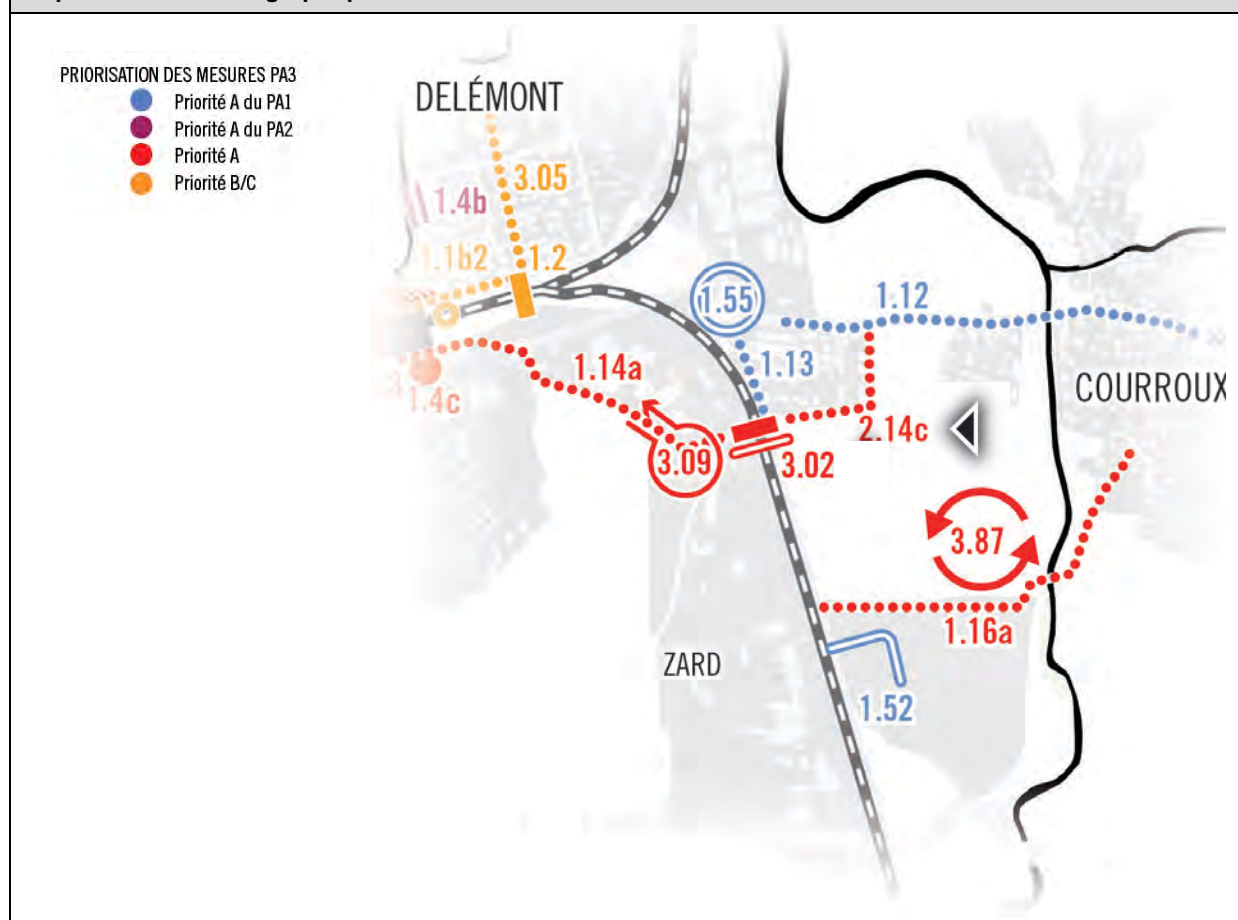 PRIORISATION DES MESURES PA3
Priorité A du PA1
Priorité A du PA2
Priorité A
Priorité B/C
DELÉMONT
3.05
1.4b
1.1b2
1.2
1.55
1.12
1.13
1.14a
COURROUX
1.4c
2.14c
3.09
3.02
3.87
1.16a
ZARD
1.52